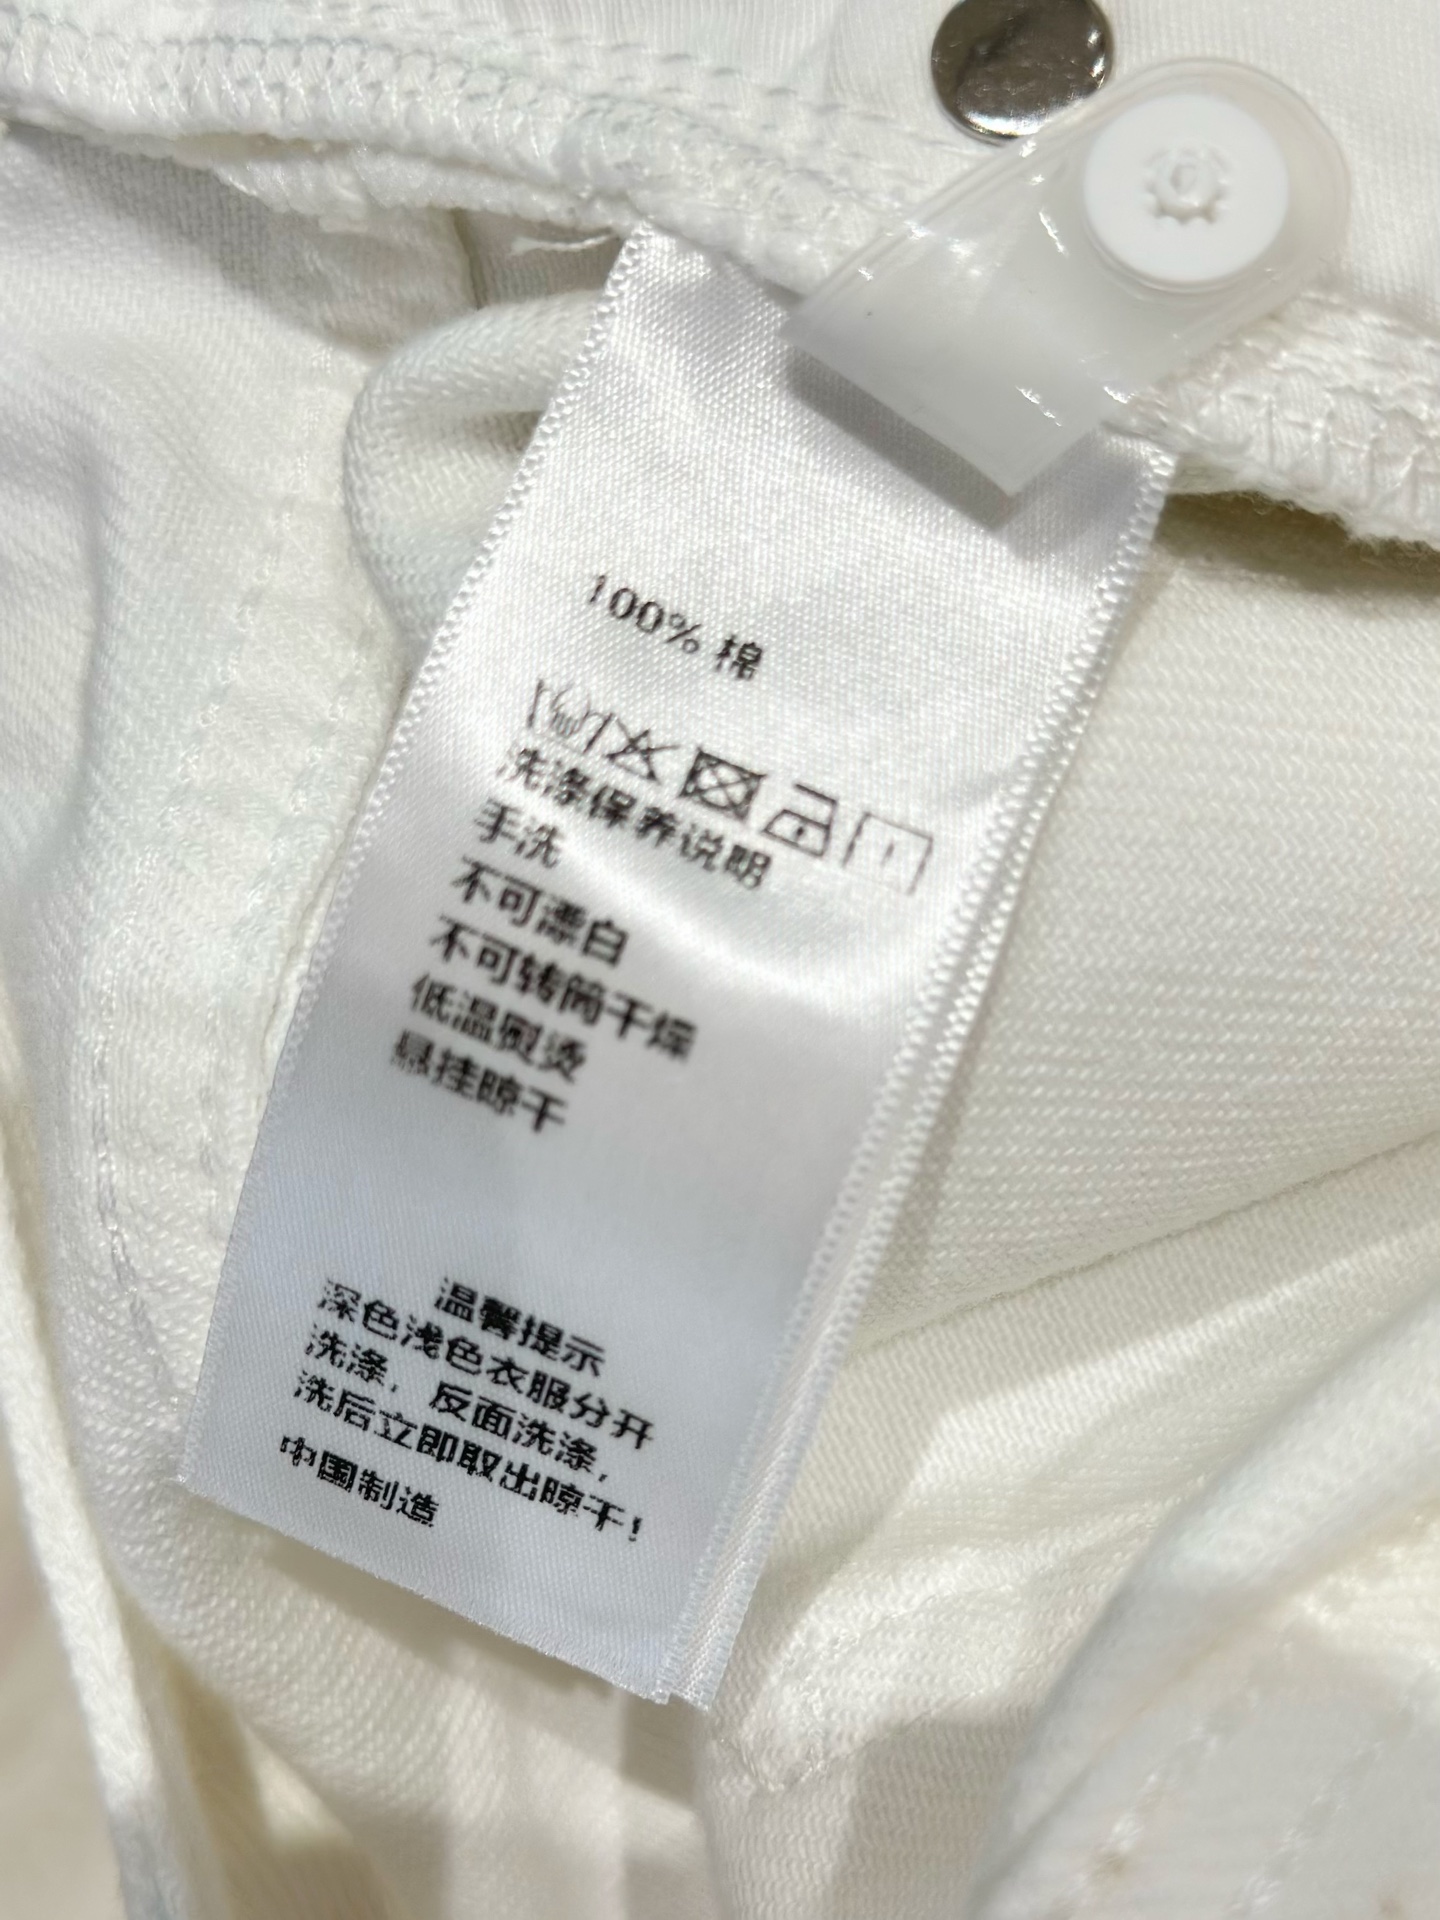 100% 棉
洗涤保养说明
手洗
不可漂白
不可转筒干燥
低温熨烫
悬挂晾干
温馨提示
深色浅色衣服分开
洗涤，反面洗涤，
洗后立即取出晾干！
中国制造